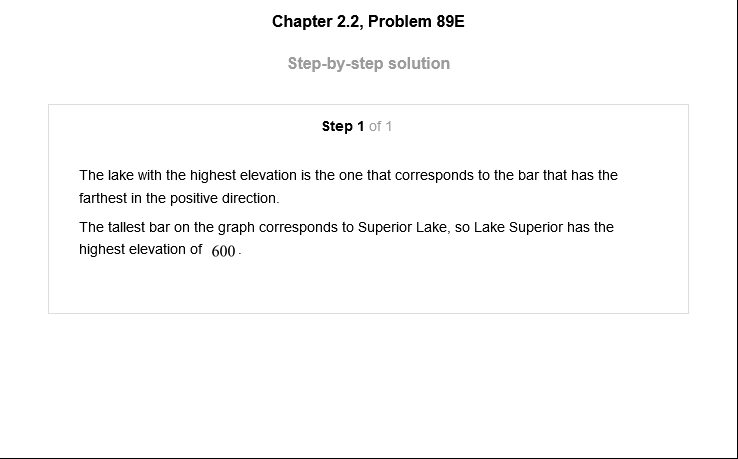 Chapter 2.2, Problem 89E
Step-by-step solution
Step 1 of 1
The lake with the highest elevation is the one that corresponds to the bar that has the
farthest in the positive direction.
The tallest bar on the graph corresponds to Superior Lake, so Lake Superior has the
highest elevation of 600.